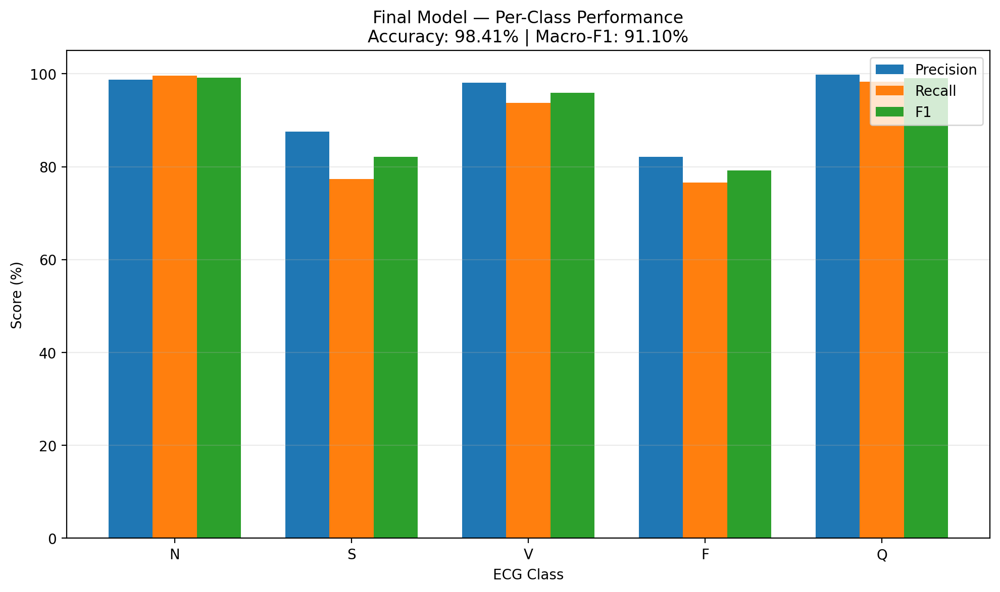 Final Model — Per-Class Performance
Accuracy: 98.41% | Macro-F1: 91.10%
Precision
Recall
F1
Score (%)
100
80
60
40
20
0
N S V F Q
ECG Class